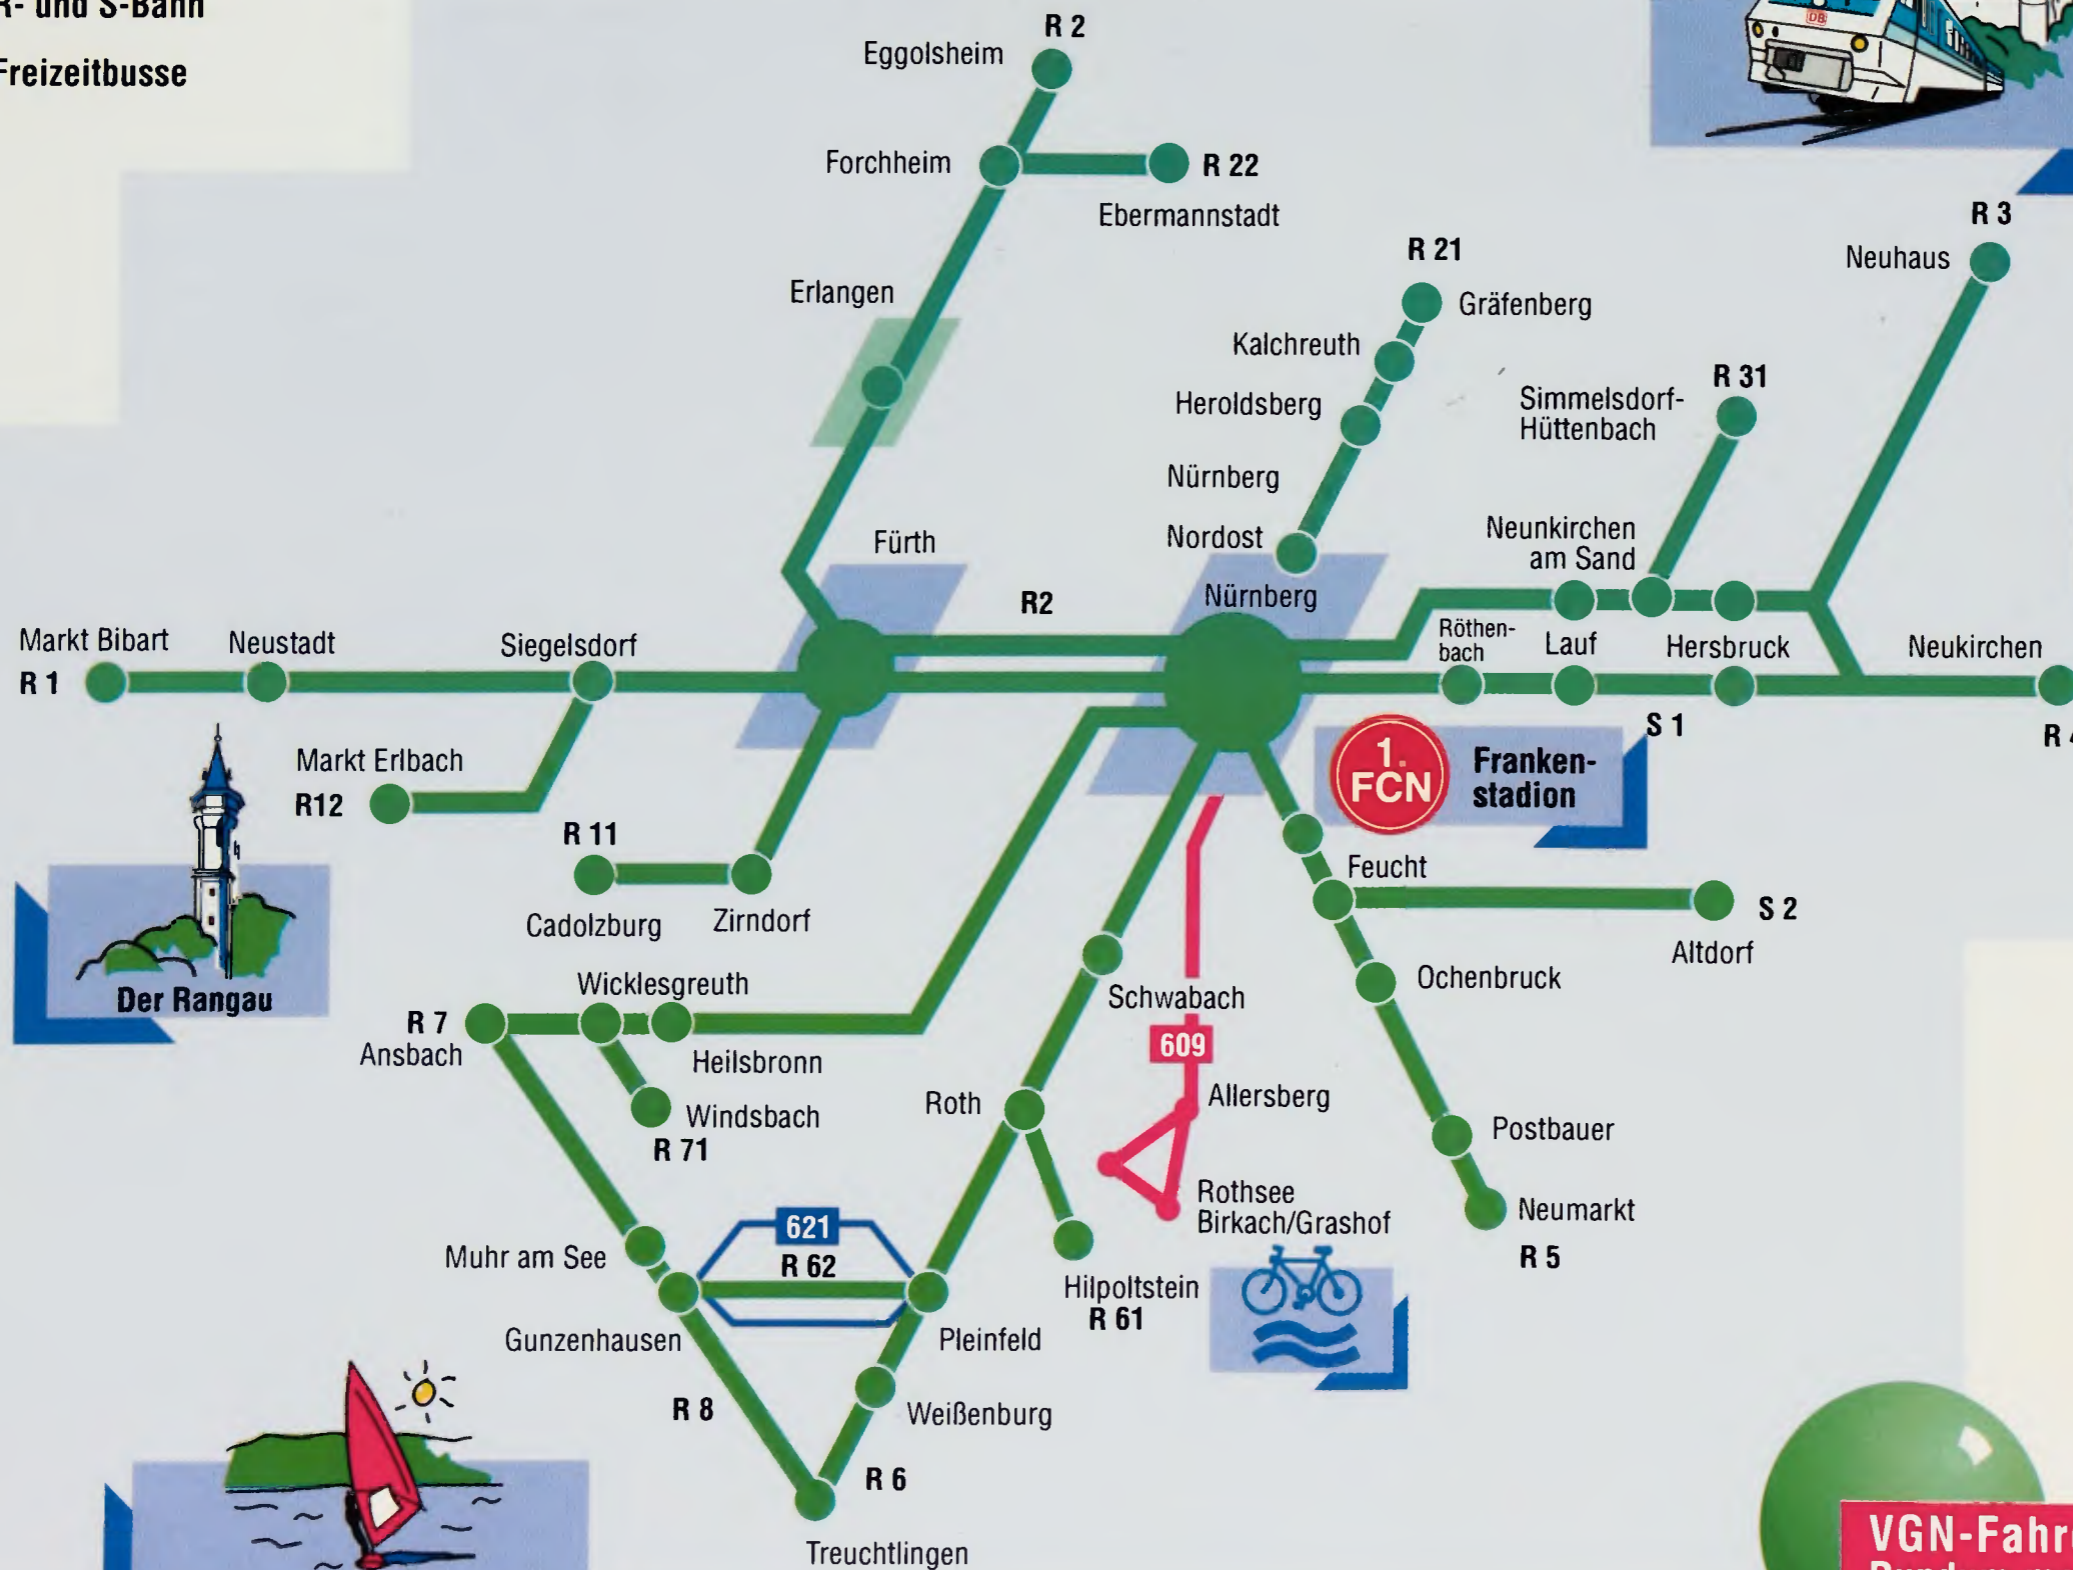 R- und S-Bahn
Freizeitbusse
DB
R 2
Eggolsheim
Forchheim
R 22
Ebermannstadt
R 3
Neuhaus
R 21
Gräfenberg
Erlangen
Kalchreuth
Heroldsberg
R 31
Simmelsdorf-
Hüttenbach
Nürnberg
Nordost
Neunkirchen
am Sand
Fürth
Nürnberg
R2
Markt Bibart
Neustadt
Siegelsdorf
R 1
Röthen-
bach
Lauf
Hersbruck
Neukirchen
S 1
R 4
Markt Erlbach
R12
1.
FCN
Franken-
stadion
R 11
Cadolzburg
Zirndorf
Feucht
S 2
Altdorf
Der Rangau
Wicklesgreuth
Ochenbruck
Schwabach
R 7
Ansbach
Heilsbronn
609
Windsbach
R 71
Roth
Allersberg
Postbauer
Rothsee
Birkach/Grashof
Neumarkt
R 5
621
R 62
Muhr am See
Hilpoltstein
R 61
Gunzenhausen
Pleinfeld
R 8
Weißenburg
R 6
Treuchtlingen
VGN-Fahr